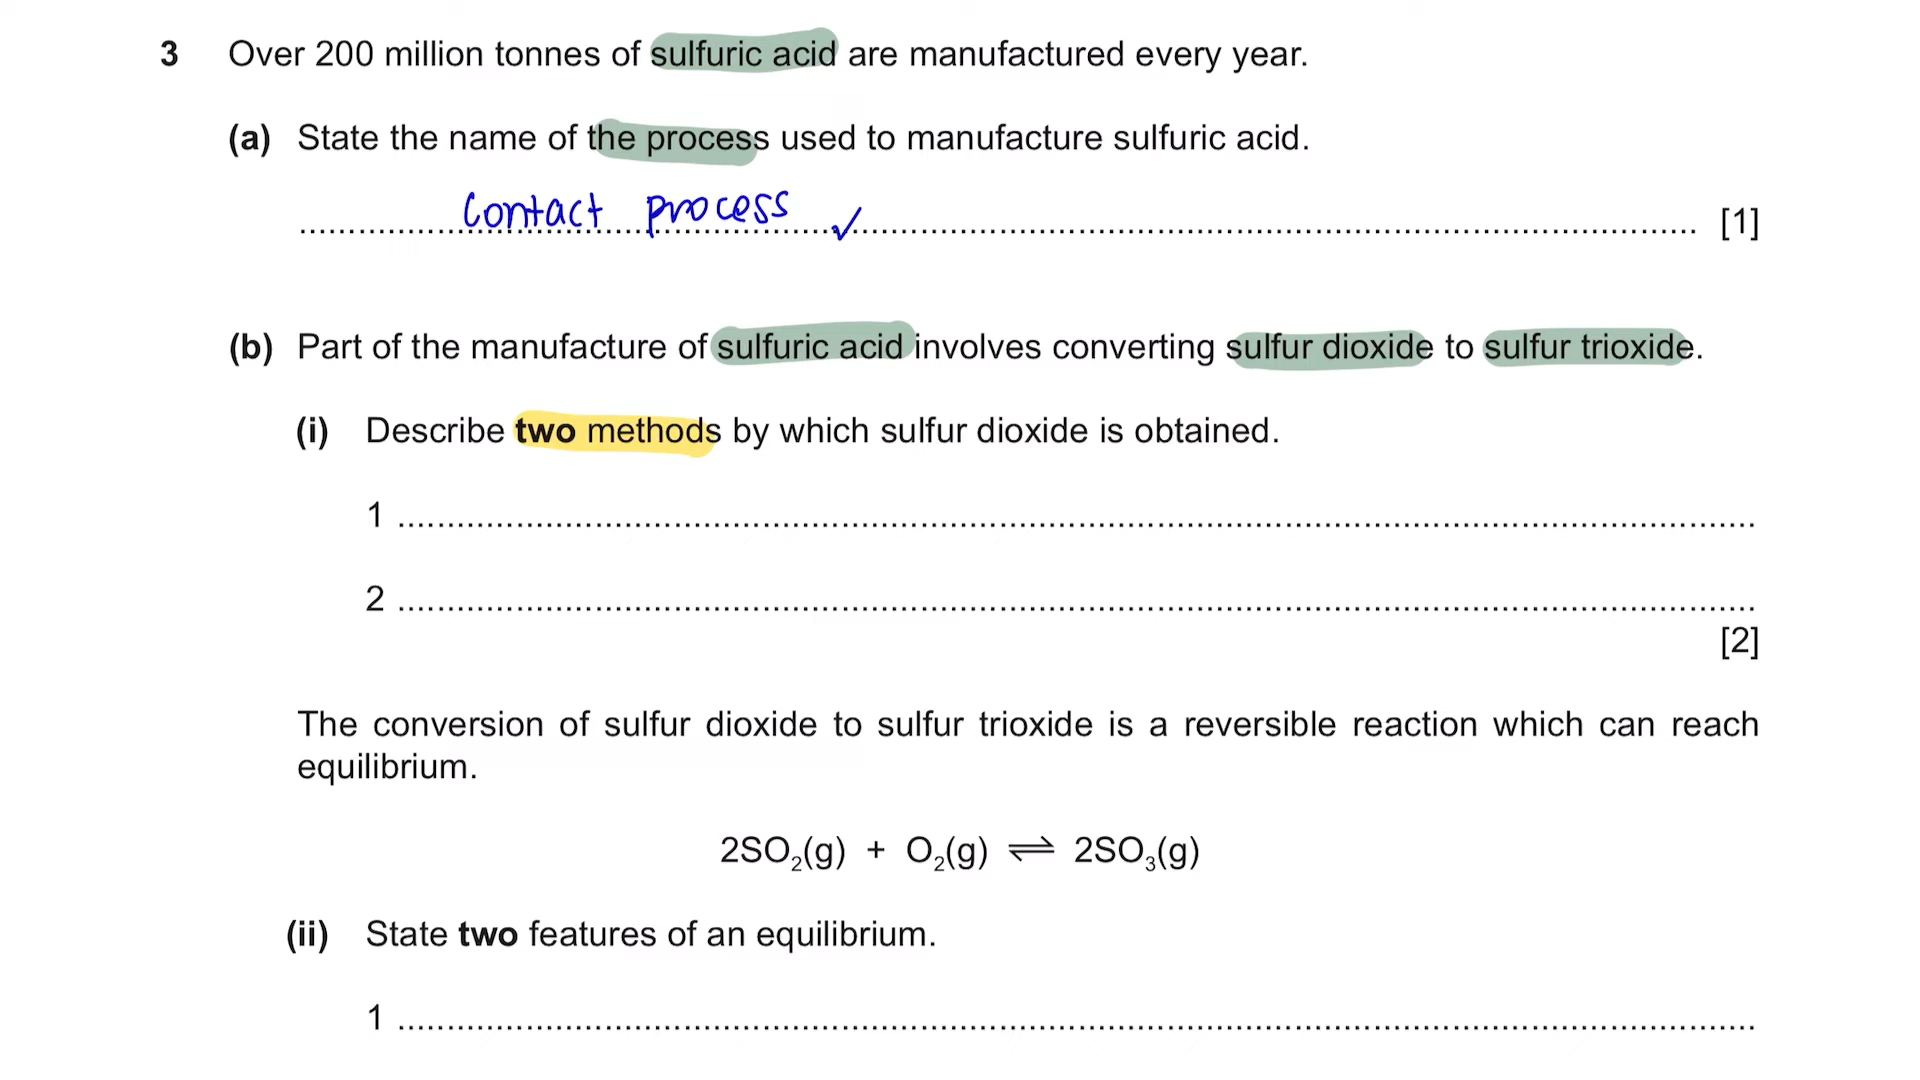 3 Over 200 million tonnes of sulfuric acid are manufactured every year.
(a) State the name of the process used to manufacture sulfuric acid.
Contact process ✓ [1]
(b) Part of the manufacture of sulfuric acid involves converting sulfur dioxide to sulfur trioxide.
(i) Describe two methods by which sulfur dioxide is obtained.
1
2
[2]
The conversion of sulfur dioxide to sulfur trioxide is a reversible reaction which can reach
equilibrium.
2SO₂(g) + O₂(g) ⇌ 2SO₃(g)
(ii) State two features of an equilibrium.
1